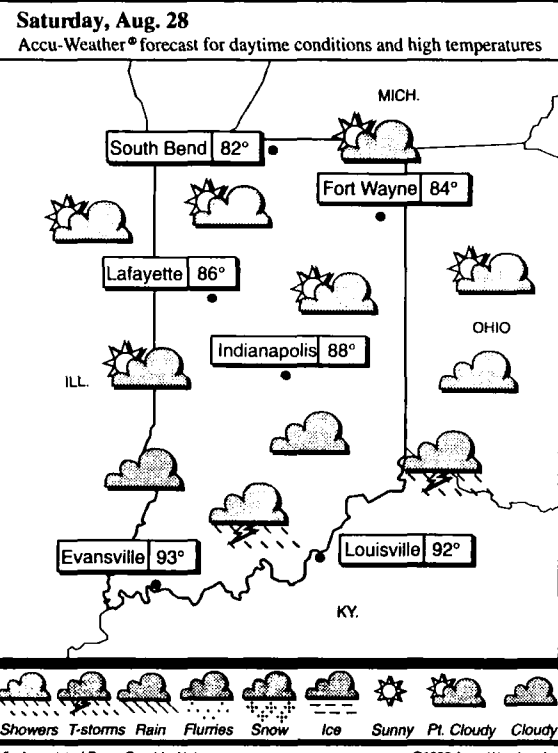 Saturday, Aug. 28
Accu-Weather® forecast for daytime conditions and high temperatures
MICH.
South Bend 82°
Fort Wayne 84°
Lafayette 86°
OHIO
Indianapolis 88°
ILL.
Evansville 93°
Louisville 92°
KY.
Showers T-storms Rain Flurries Snow Ice Sunny Pt. Cloudy Cloudy